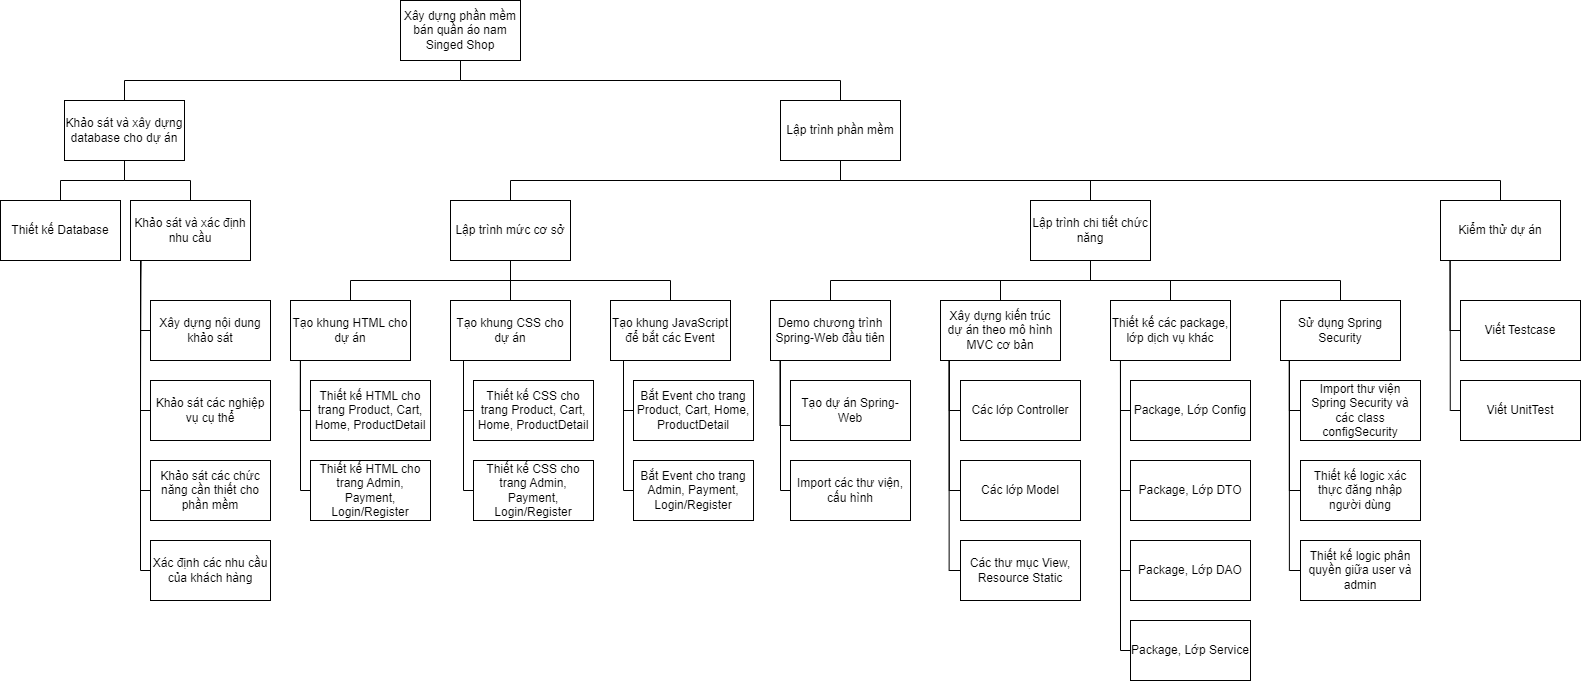 Xây dựng phần mềm
bán quần áo nam
Singed Shop
Khảo sát và xây dựng
database cho dự án
Lập trình phần mềm
Thiết kế Database
Khảo sát và xác định
nhu cầu
Lập trình mức cơ sở
Lập trình chi tiết chức
năng
Kiểm thử dự án
Xây dựng nội dung
khảo sát
Tạo khung HTML cho
dự án
Tạo khung CSS cho
dự án
Tạo khung JavaScript
để bắt các Event
Demo chương trình
Spring-Web đầu tiên
Xây dựng kiến trúc
dự án theo mô hình
MVC cơ bản
Thiết kế các package,
lớp dịch vụ khác
Sử dụng Spring
Security
Viết Testcase
Khảo sát các nghiệp
vụ cụ thể
Thiết kế HTML cho
trang Product, Cart,
Home, ProductDetail
Thiết kế CSS cho
trang Product, Cart,
Home, ProductDetail
Bắt Event cho trang
Product, Cart, Home,
ProductDetail
Tạo dự án Spring-
Web
Các lớp Controller
Package, Lớp Config
Import thư viện
Spring Security và
các class
configSecurity
Viết UnitTest
Khảo sát các chức
năng cần thiết cho
phần mềm
Thiết kế HTML cho
trang Admin,
Payment,
Login/Register
Thiết kế CSS cho
trang Admin,
Payment,
Login/Register
Bắt Event cho trang
Admin, Payment,
Login/Register
Import các thư viện,
cấu hình
Các lớp Model
Package, Lớp DTO
Thiết kế logic xác
thực đăng nhập
người dùng
Xác định các nhu cầu
của khách hàng
Các thư mục View,
Resource Static
Package, Lớp DAO
Thiết kế logic phân
quyền giữa user và
admin
Package, Lớp Service